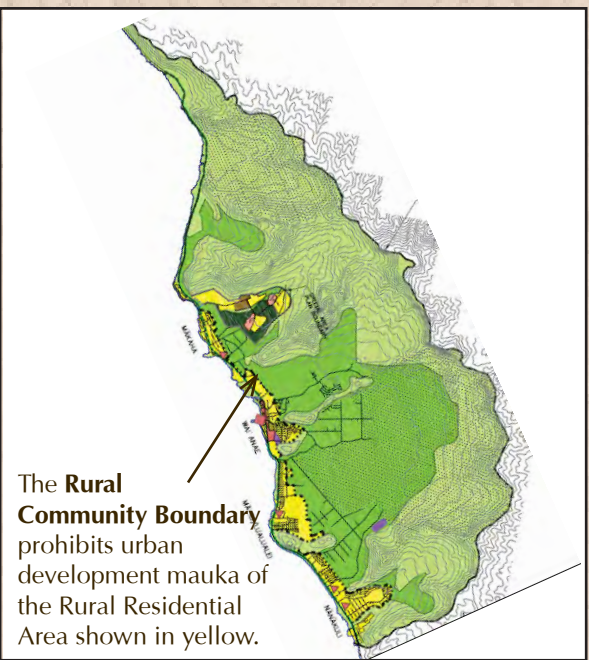 MAKAHA
WAI'ANAE
NANAKULI
The Rural
Community Boundary
prohibits urban
development mauka of
the Rural Residential
Area shown in yellow.